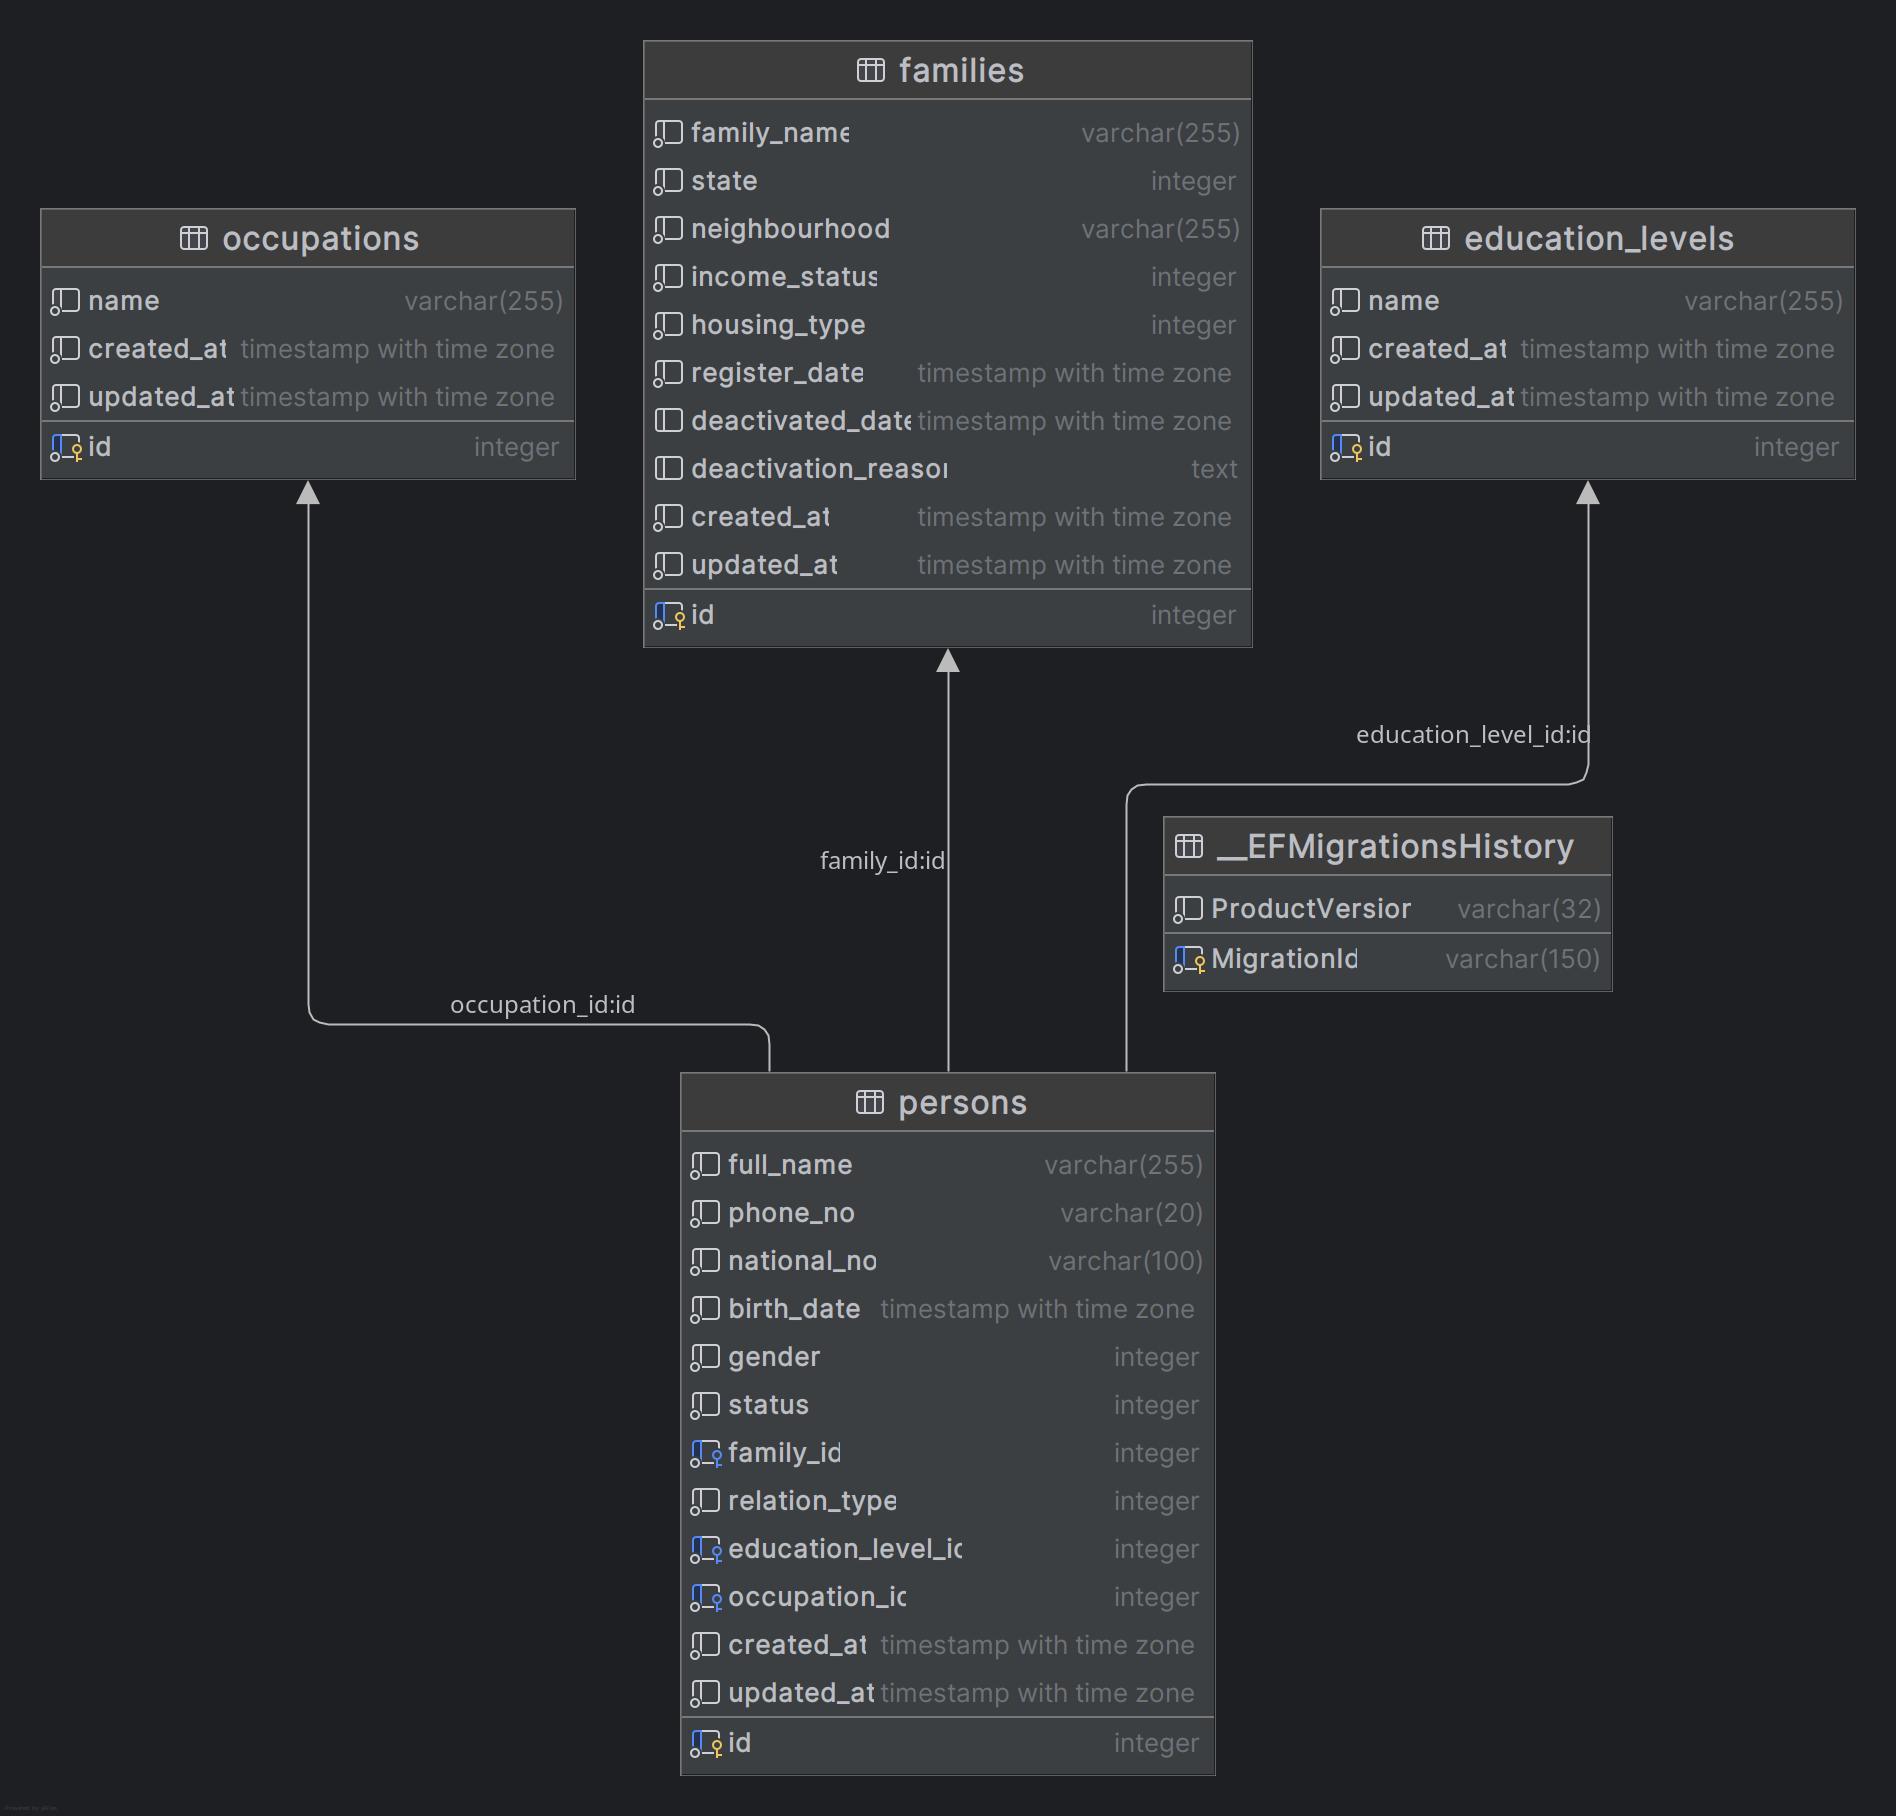 families
family_name varchar(255)
state integer
neighbourhood varchar(255)
income_status integer
housing_type integer
register_date timestamp with time zone
deactivated_date timestamp with time zone
deactivation_reason text
created_at timestamp with time zone
updated_at timestamp with time zone
id integer
occupations
name varchar(255)
created_at timestamp with time zone
updated_at timestamp with time zone
id integer
education_levels
name varchar(255)
created_at timestamp with time zone
updated_at timestamp with time zone
id integer
education_level_id:id
family_id:id
occupation_id:id
__EFMigrationsHistory
ProductVersion varchar(32)
MigrationId varchar(150)
persons
full_name varchar(255)
phone_no varchar(20)
national_no varchar(100)
birth_date timestamp with time zone
gender integer
status integer
family_id integer
relation_type integer
education_level_id integer
occupation_id integer
created_at timestamp with time zone
updated_at timestamp with time zone
id integer